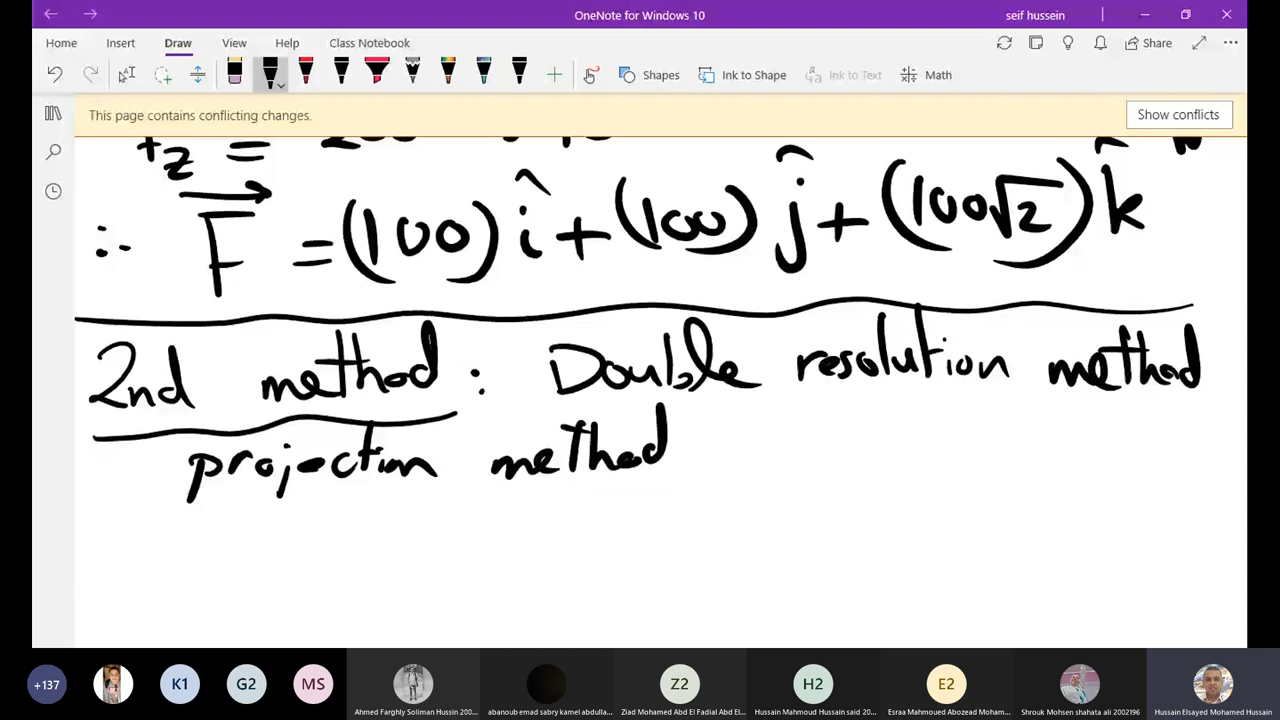 OneNote for Windows 10
seif hussein
Home Insert Draw View Help Class Notebook
Share
Shapes Ink to Shape Ink to Text Math
This page contains conflicting changes.
Show conflicts
∴ F = (100) î + (100) ĵ + (100√2) k̂
2nd method : Double resolution method
projection method
+137 K1 G2 MS Z2 H2 E2
Ahmed Farghly Soliman Hussin 200... abanoub emad sabry kamel abdulla... Ziad Mohamed Abd El Fadial Abd El... Hussain Mahmoud Hussain said 20... Esraa Mahmoued Abozead Moham... Shrouk Mohsen shahata ali 2002196 Hussain Elsayed Mohamed Hussain